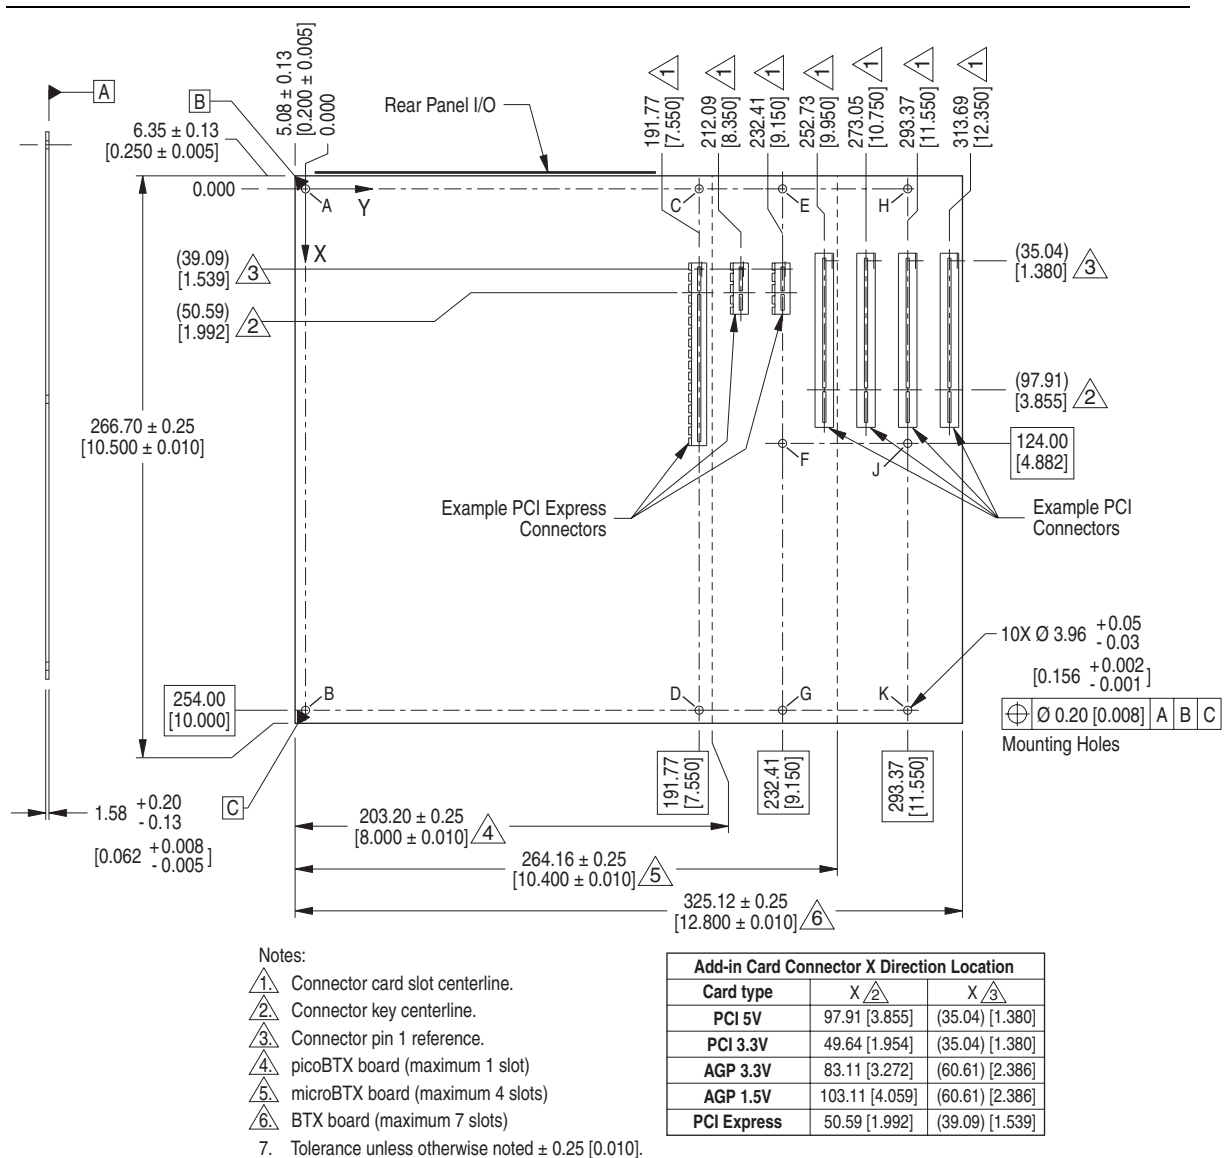 A
B
6.35 ± 0.13
[0.250 ± 0.005]
5.08 ± 0.13
[0.200 ± 0.005]
0.000
Rear Panel I/O
191.77
[7.550]
1
212.09
[8.350]
1
232.41
[9.150]
1
252.73
[9.950]
1
273.05
[10.750]
1
293.37
[11.550]
1
313.69
[12.350]
1
0.000
A
Y
C
E
H
X
(39.09)
[1.539]
3
(50.59)
[1.992]
2
(35.04)
[1.380]
3
(97.91)
[3.855]
2
266.70 ± 0.25
[10.500 ± 0.010]
F
J
124.00
[4.882]
Example PCI Express
Connectors
Example PCI
Connectors
10X Ø 3.96 +0.05
- 0.03
[0.156 +0.002
- 0.001 ]
Ø 0.20 [0.008] A B C
Mounting Holes
254.00
[10.000]
B
D
G
K
191.77
[7.550]
232.41
[9.150]
293.37
[11.550]
1.58 +0.20
- 0.13
[0.062 +0.008
- 0.005 ]
C
203.20 ± 0.25
[8.000 ± 0.010]
4
264.16 ± 0.25
[10.400 ± 0.010]
5
325.12 ± 0.25
[12.800 ± 0.010]
6
Notes:
1. Connector card slot centerline.
2. Connector key centerline.
3. Connector pin 1 reference.
4. picoBTX board (maximum 1 slot)
5. microBTX board (maximum 4 slots)
6. BTX board (maximum 7 slots)
7. Tolerance unless otherwise noted ± 0.25 [0.010].
Add-in Card Connector X Direction Location
Card type X 2 X 3
PCI 5V 97.91 [3.855] (35.04) [1.380]
PCI 3.3V 49.64 [1.954] (35.04) [1.380]
AGP 3.3V 83.11 [3.272] (60.61) [2.386]
AGP 1.5V 103.11 [4.059] (60.61) [2.386]
PCI Express 50.59 [1.992] (39.09) [1.539]